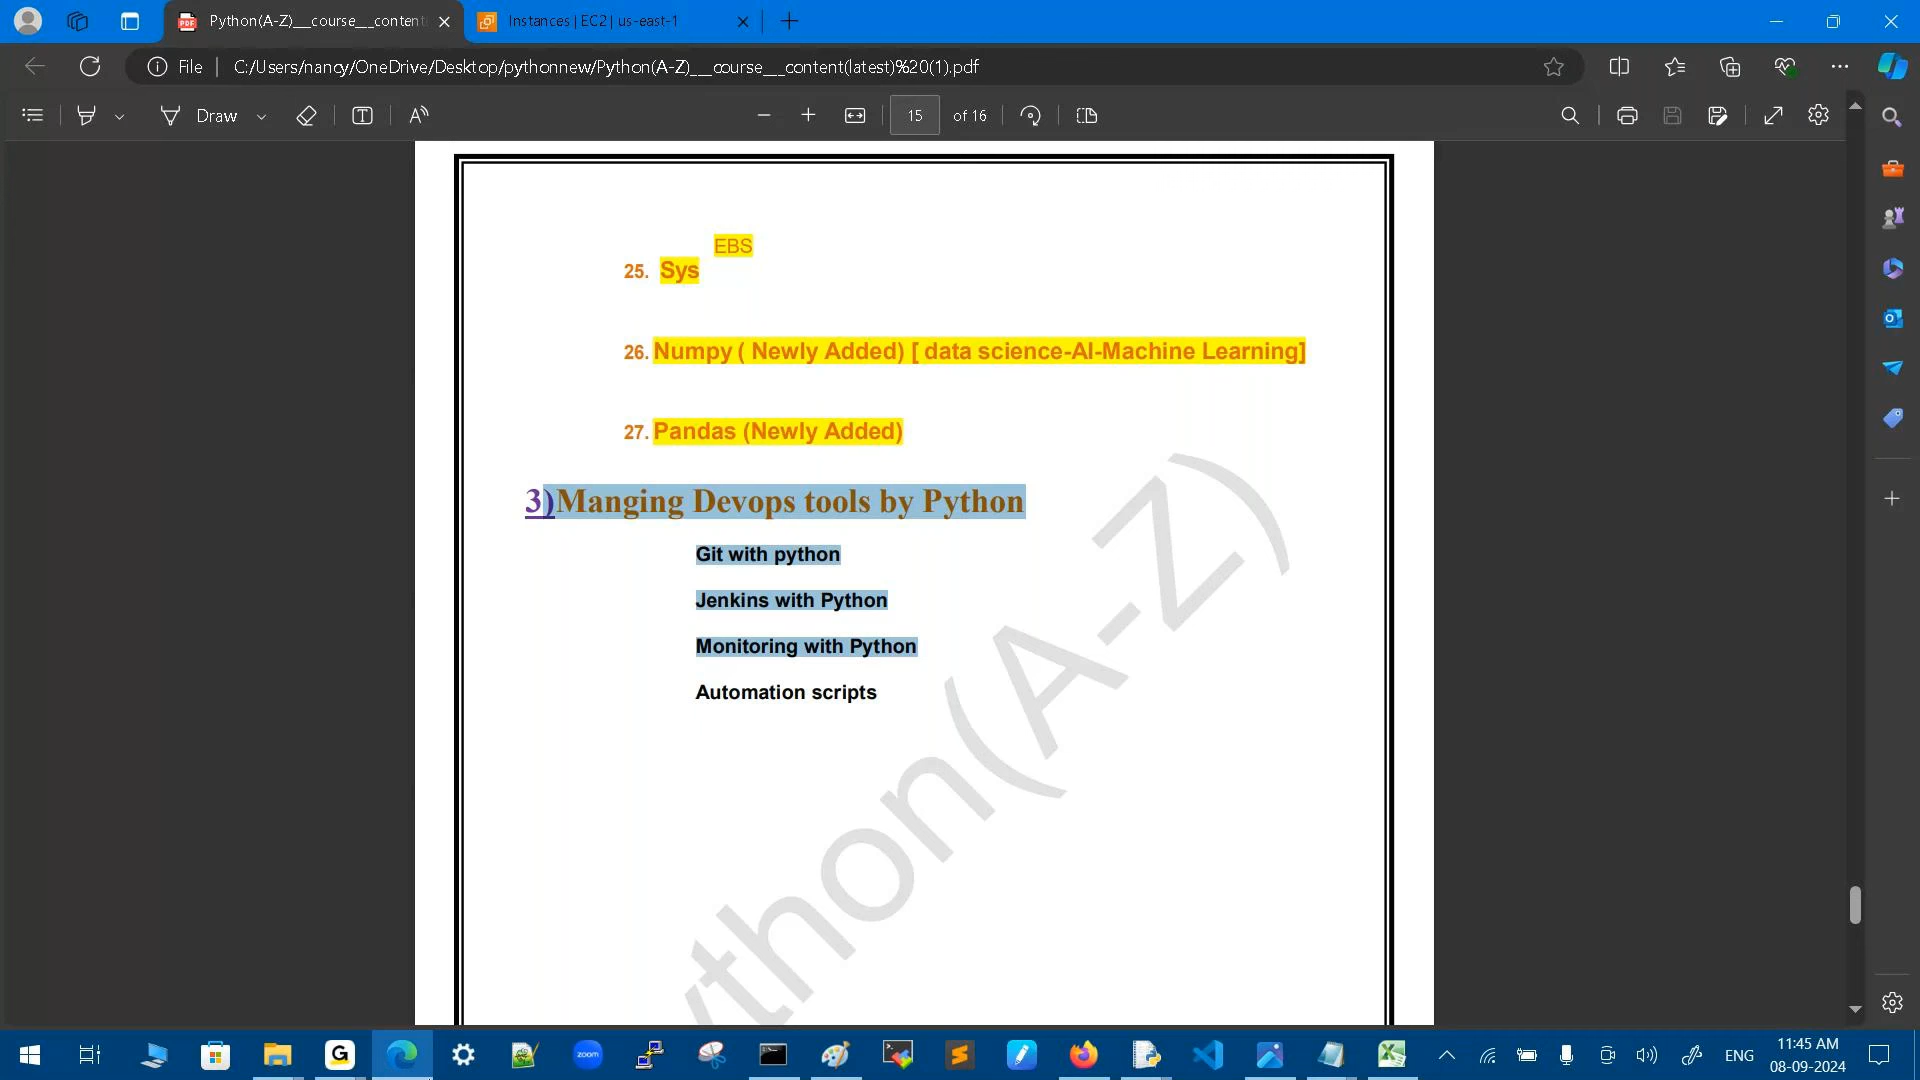 Python(A-Z)__course__content
Instances | EC2 | us-east-1
File
C:/Users/nancy/OneDrive/Desktop/pythonnew/Python(A-Z)___course___content(latest)%20(1).pdf
Draw
15 of 16
EBS
25. Sys
26. Numpy ( Newly Added) [ data science-AI-Machine Learning]
27. Pandas (Newly Added)
3)Manging Devops tools by Python
Git with python
Jenkins with Python
Monitoring with Python
Automation scripts
ython(A-Z)
zoom
ENG
11:45 AM
08-09-2024